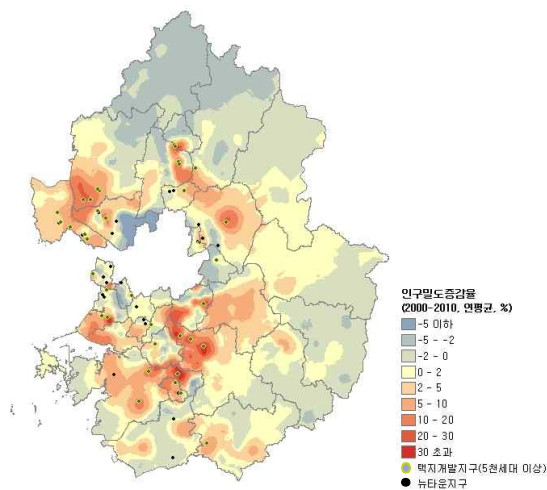 인구밀도증감율
(2000-2010, 연평균, %)
-5 이하
-5 - -2
-2 - 0
0 - 2
2 - 5
5 - 10
10 - 20
20 - 30
30 초과
택지개발지구(5천세대 이상)
뉴타운지구